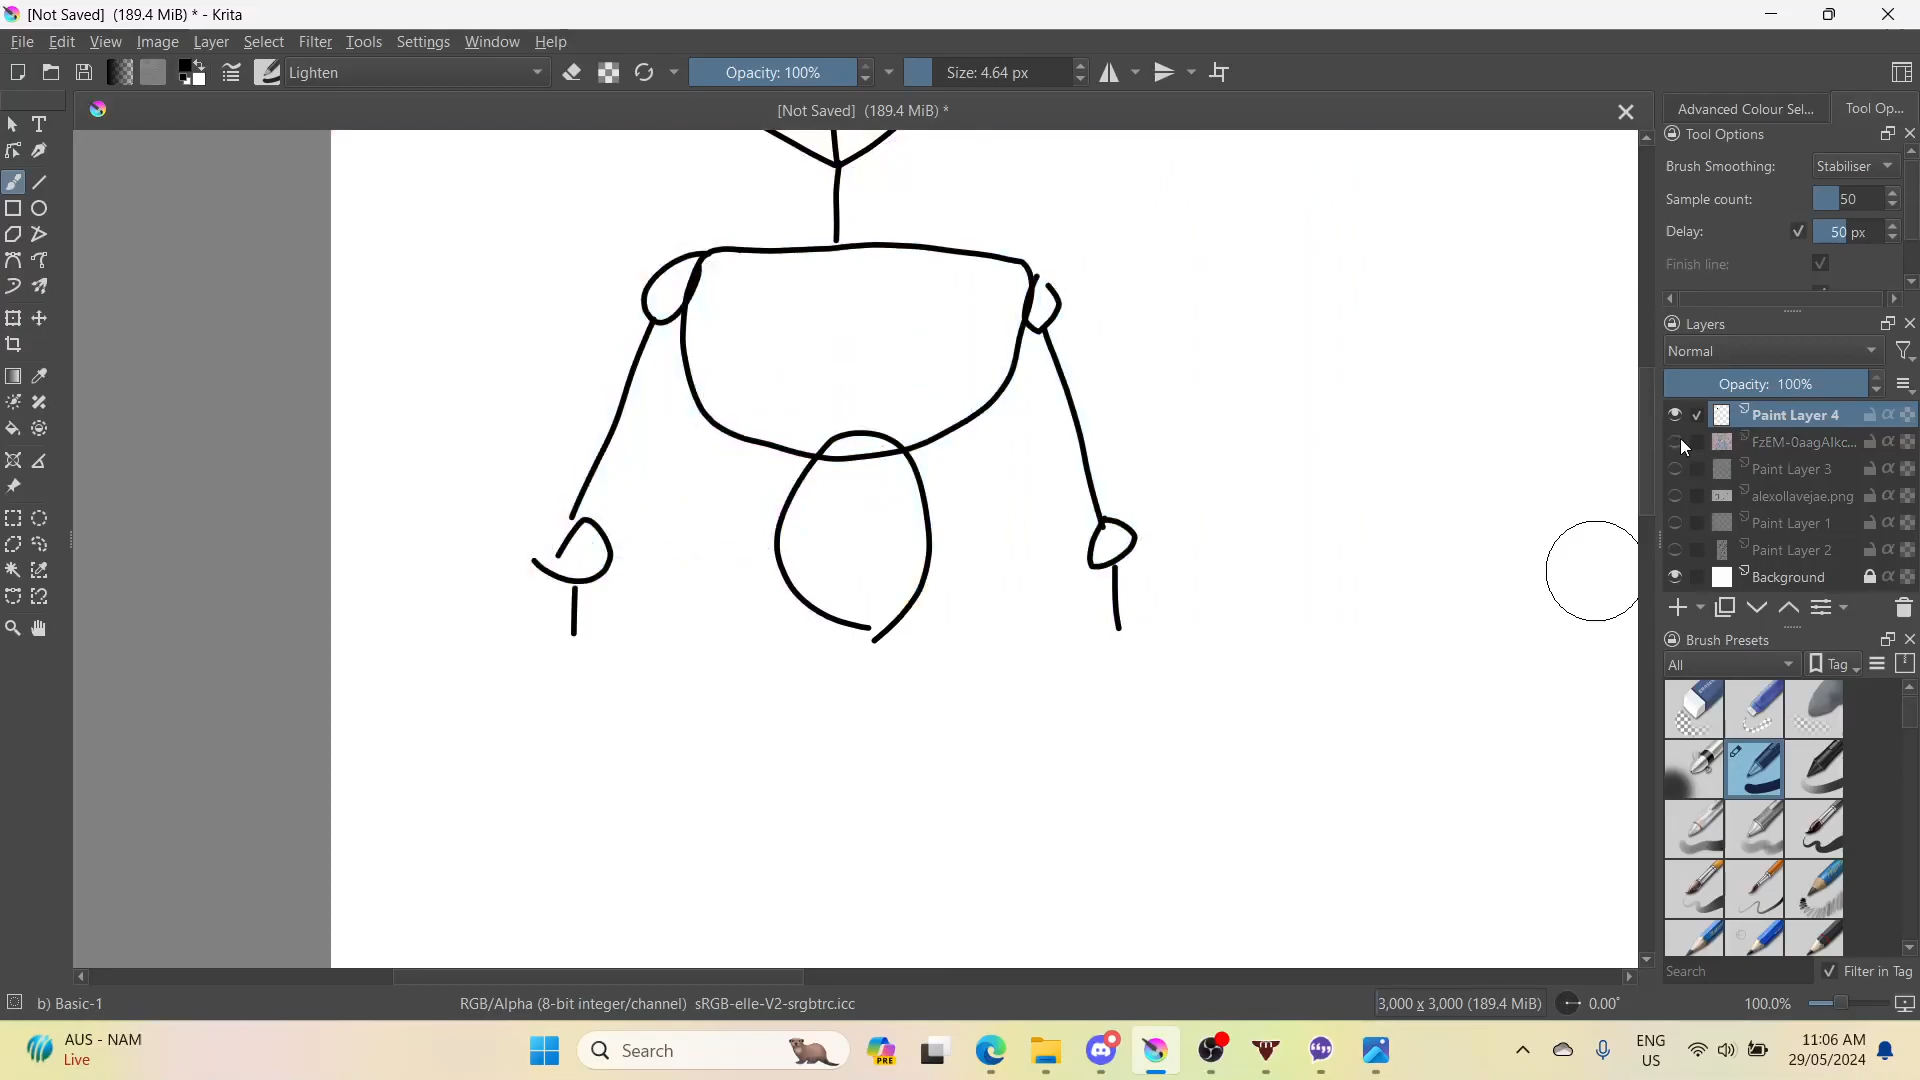 [Not Saved] (189.4 MiB) * - Krita
File Edit View Image Layer Select Filter Tools Settings Window Help
Lighten
Opacity: 100%
Size: 4.64 px
[Not Saved] (189.4 MiB) *
Advanced Colour Sel...
Tool Op...
Tool Options
Brush Smoothing: Stabiliser
Sample count: 50
Delay: 50 px
Finish line:
Layers
Normal
Opacity: 100%
Paint Layer 4
FzEM-0aagAIkc...
Paint Layer 3
alexollavejae.png
Paint Layer 1
Paint Layer 2
Background
Brush Presets
All
Tag
Search
Filter in Tag
b) Basic-1
RGB/Alpha (8-bit integer/channel) sRGB-elle-V2-srgbtrc.icc
3,000 x 3,000 (189.4 MiB)
0.00°
100.0%
AUS - NAM
Live
Search
PRE
ENG
US
11:06 AM
29/05/2024